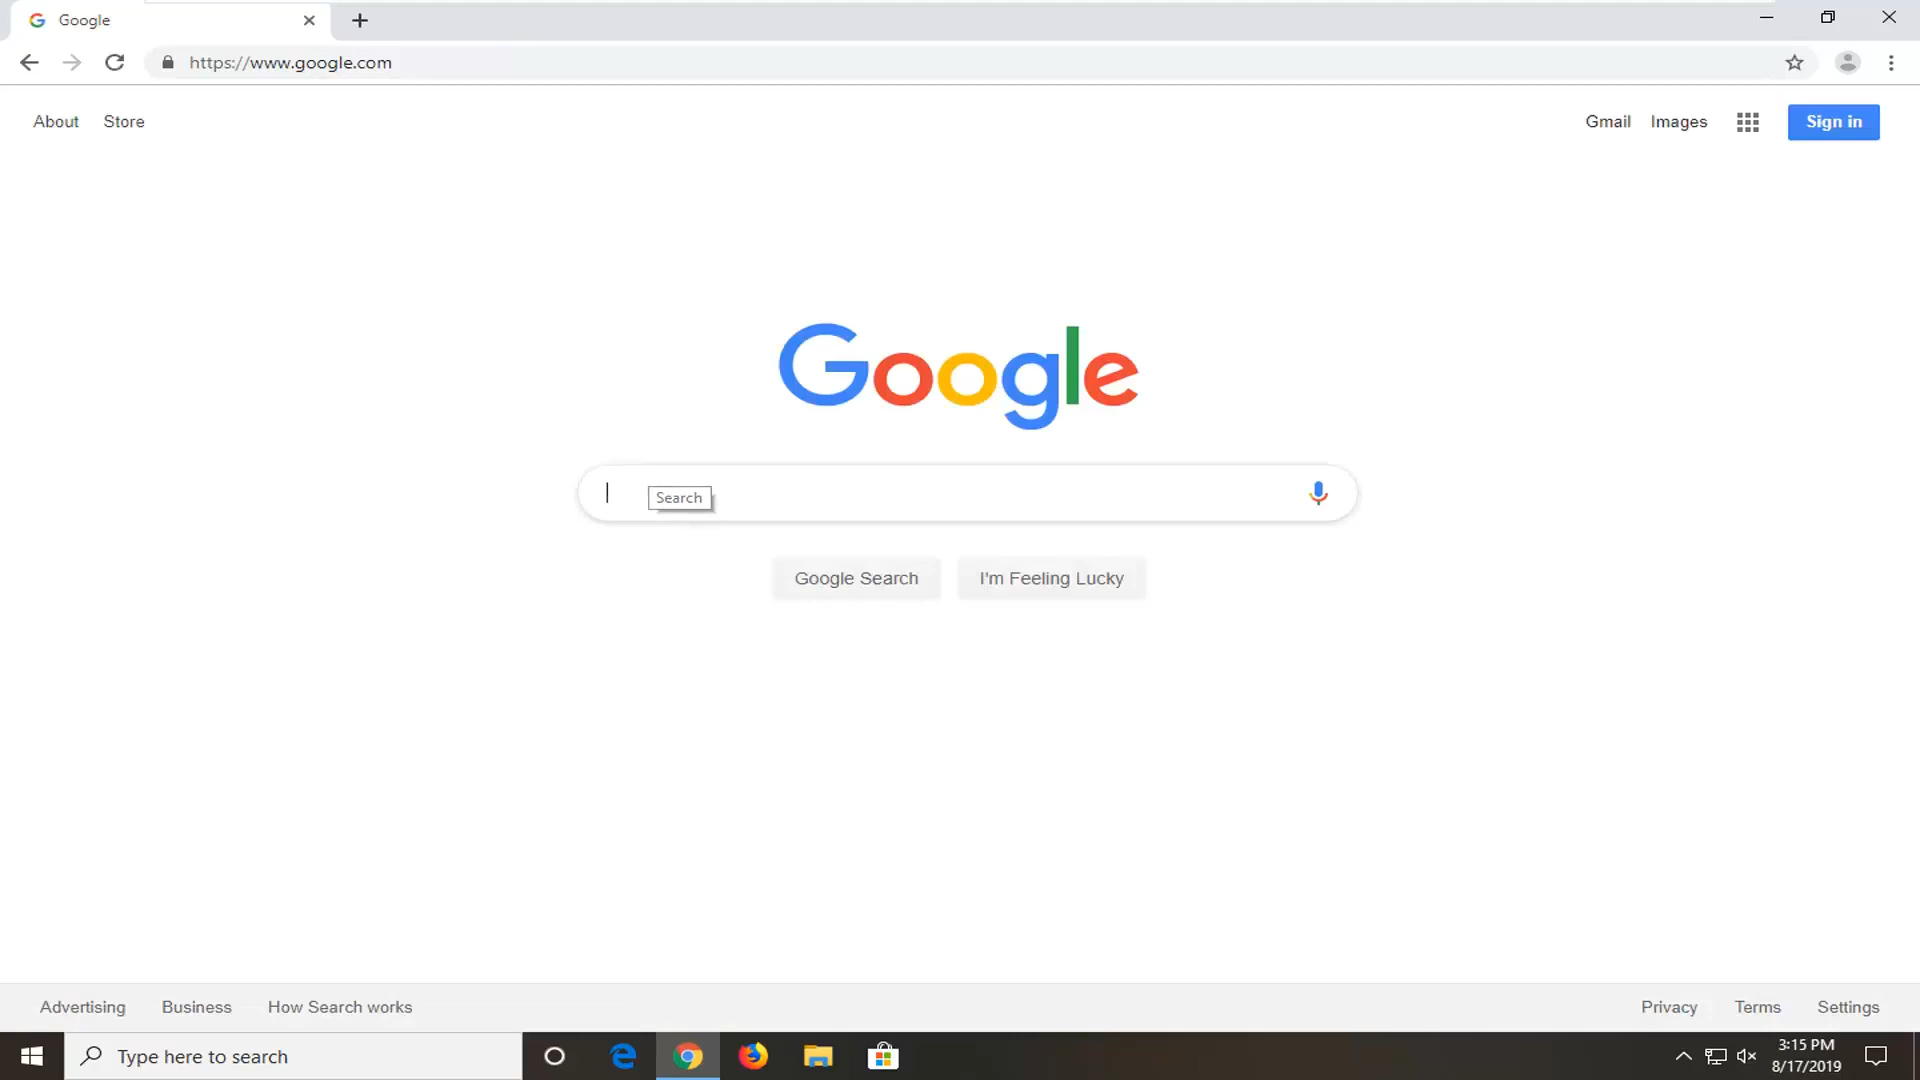 Google
https://www.google.com
About Store
Gmail Images Sign in
Google
Search
Google Search I'm Feeling Lucky
Advertising Business How Search works
Privacy Terms Settings
Type here to search
3:15 PM
8/17/2019